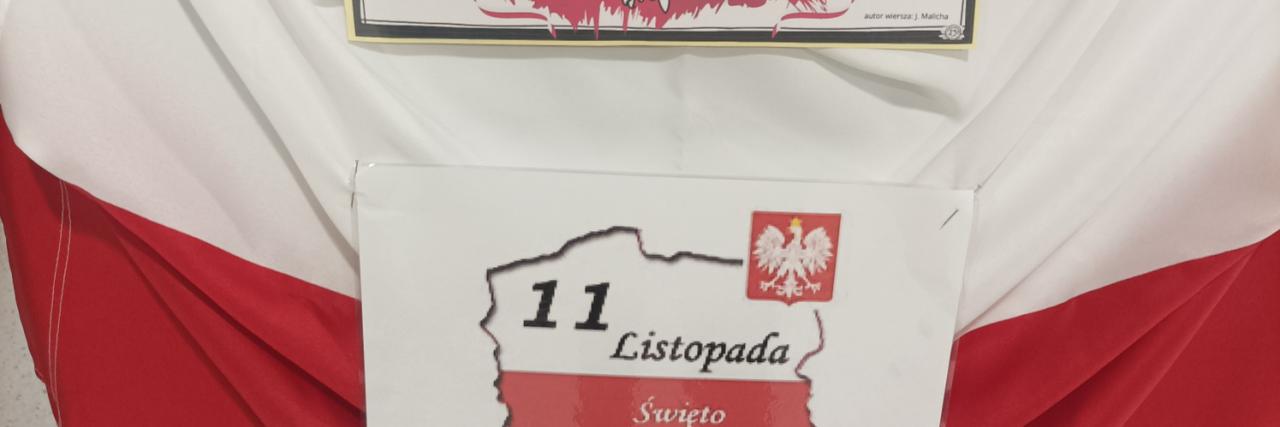 autor wiersza: J. Malicha
11
Listopada
Święto